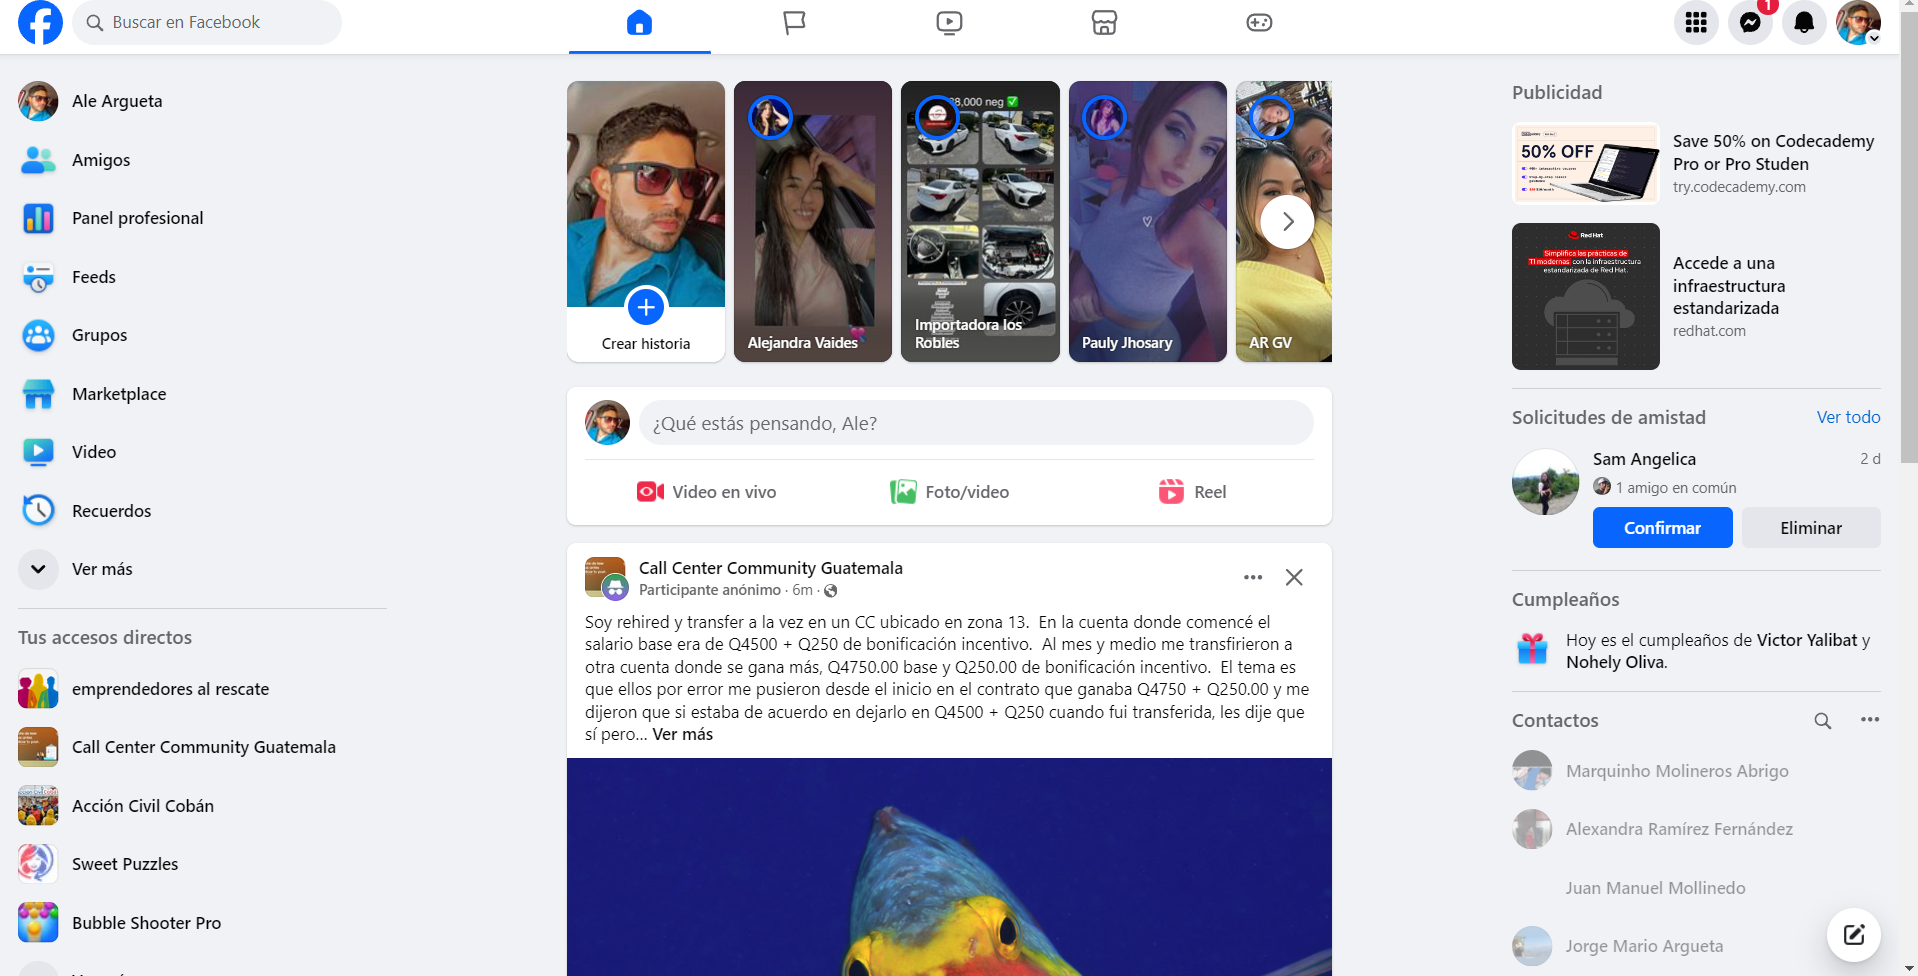 Buscar en Facebook
1
Ale Argueta
Amigos
Panel profesional
Feeds
Grupos
Marketplace
Video
Recuerdos
Ver más
Tus accesos directos
emprendedores al rescate
Call Center Community Guatemala
Acción Civil Cobán
Sweet Puzzles
Bubble Shooter Pro
Crear historia
Alejandra Vaides
8,000 neg
Importadora los
Robles
Pauly Jhosary
AR GV
¿Qué estás pensando, Ale?
Video en vivo
Foto/video
Reel
Call Center Community Guatemala
Participante anónimo · 6m ·
Soy rehired y transfer a la vez en un CC ubicado en zona 13.  En la cuenta donde comencé el
salario base era de Q4500 + Q250 de bonificación incentivo.  Al mes y medio me transfirieron a
otra cuenta donde se gana más, Q4750.00 base y Q250.00 de bonificación incentivo.  El tema es
que ellos por error me pusieron desde el inicio en el contrato que ganaba Q4750 + Q250.00 y me
dijeron que si estaba de acuerdo en dejarlo en Q4500 + Q250 cuando fui transferida, les dije que
sí pero... Ver más
Publicidad
50% OFF
Save 50% on Codecademy
Pro or Pro Studen
try.codecademy.com
Red Hat
Simplifica las prácticas de
TI modernas con la infraestructura
estandarizada de Red Hat.
Accede a una
infraestructura
estandarizada
redhat.com
Solicitudes de amistad
Ver todo
Sam Angelica
2 d
1 amigo en común
Confirmar
Eliminar
Cumpleaños
Hoy es el cumpleaños de Victor Yalibat y
Nohely Oliva.
Contactos
Marquinho Molineros Abrigo
Alexandra Ramírez Fernández
Juan Manuel Mollinedo
Jorge Mario Argueta